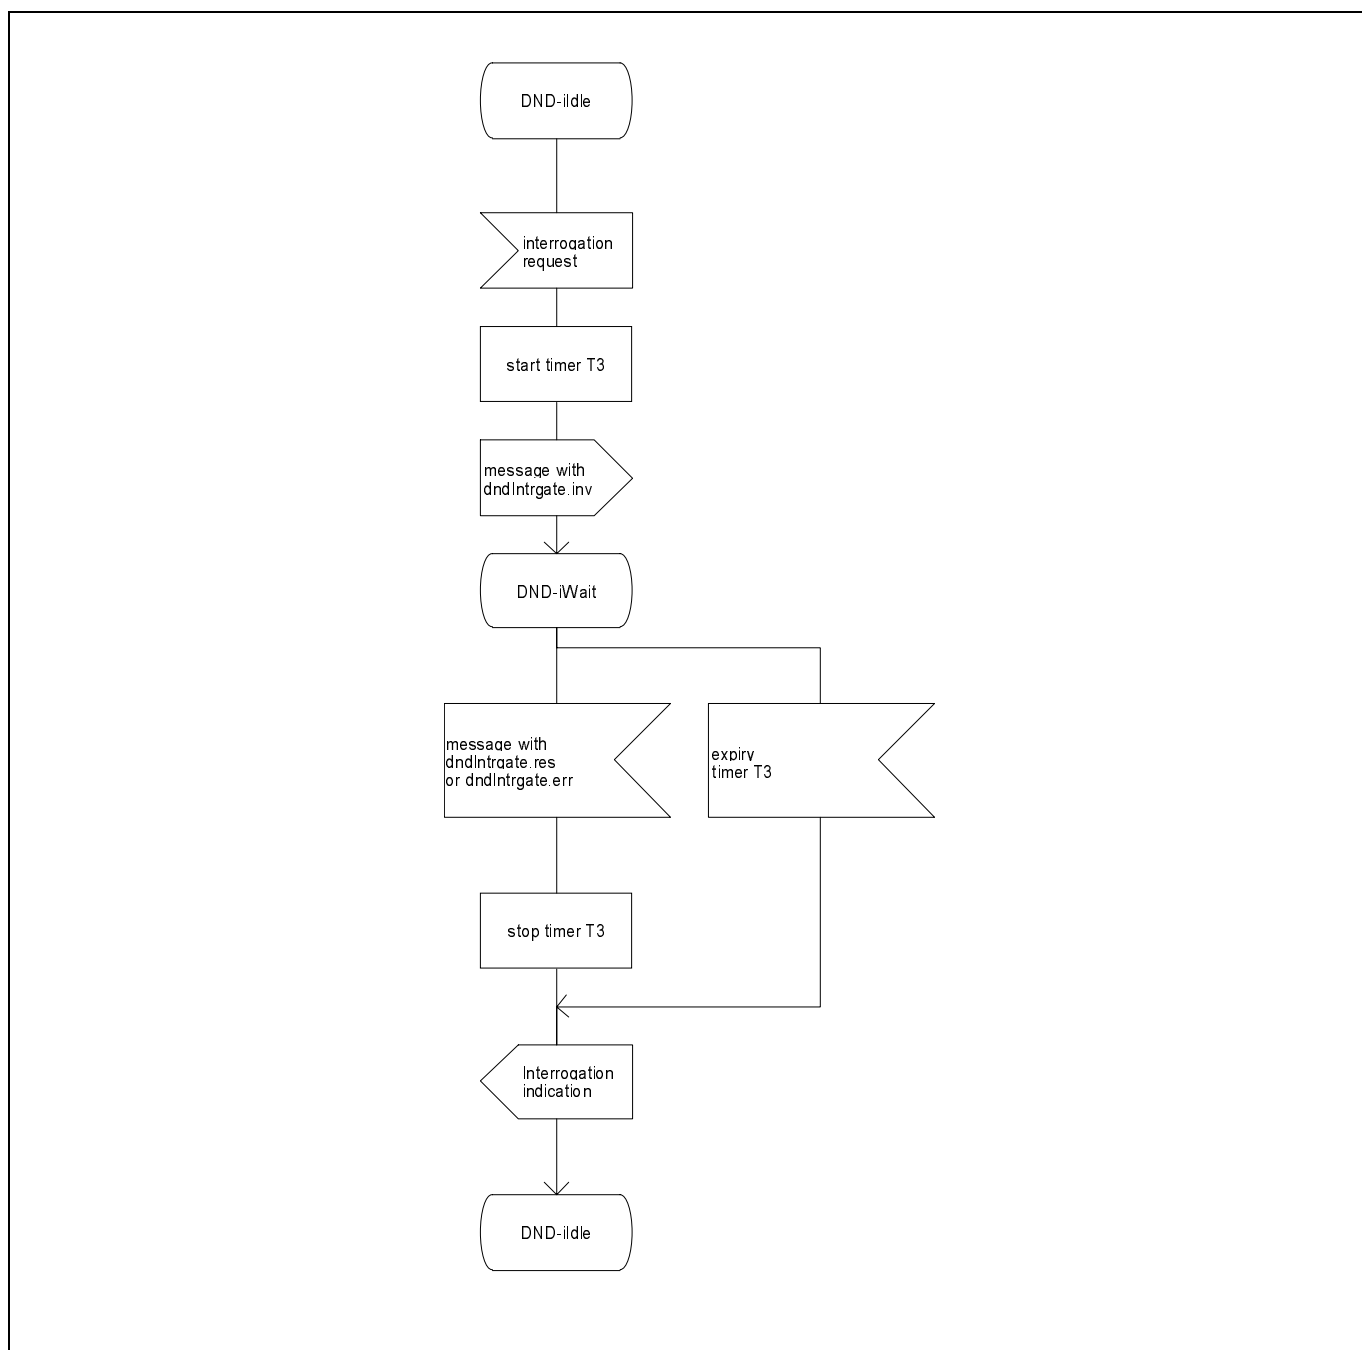 DND-iIdle
interrogation
request
start timer T3
message with
dndIntrgate.inv
DND-iWait
message with
dndIntrgate.res
or dndIntrgate.err
expiry
timer T3
stop timer T3
Interrogation
indication
DND-iIdle